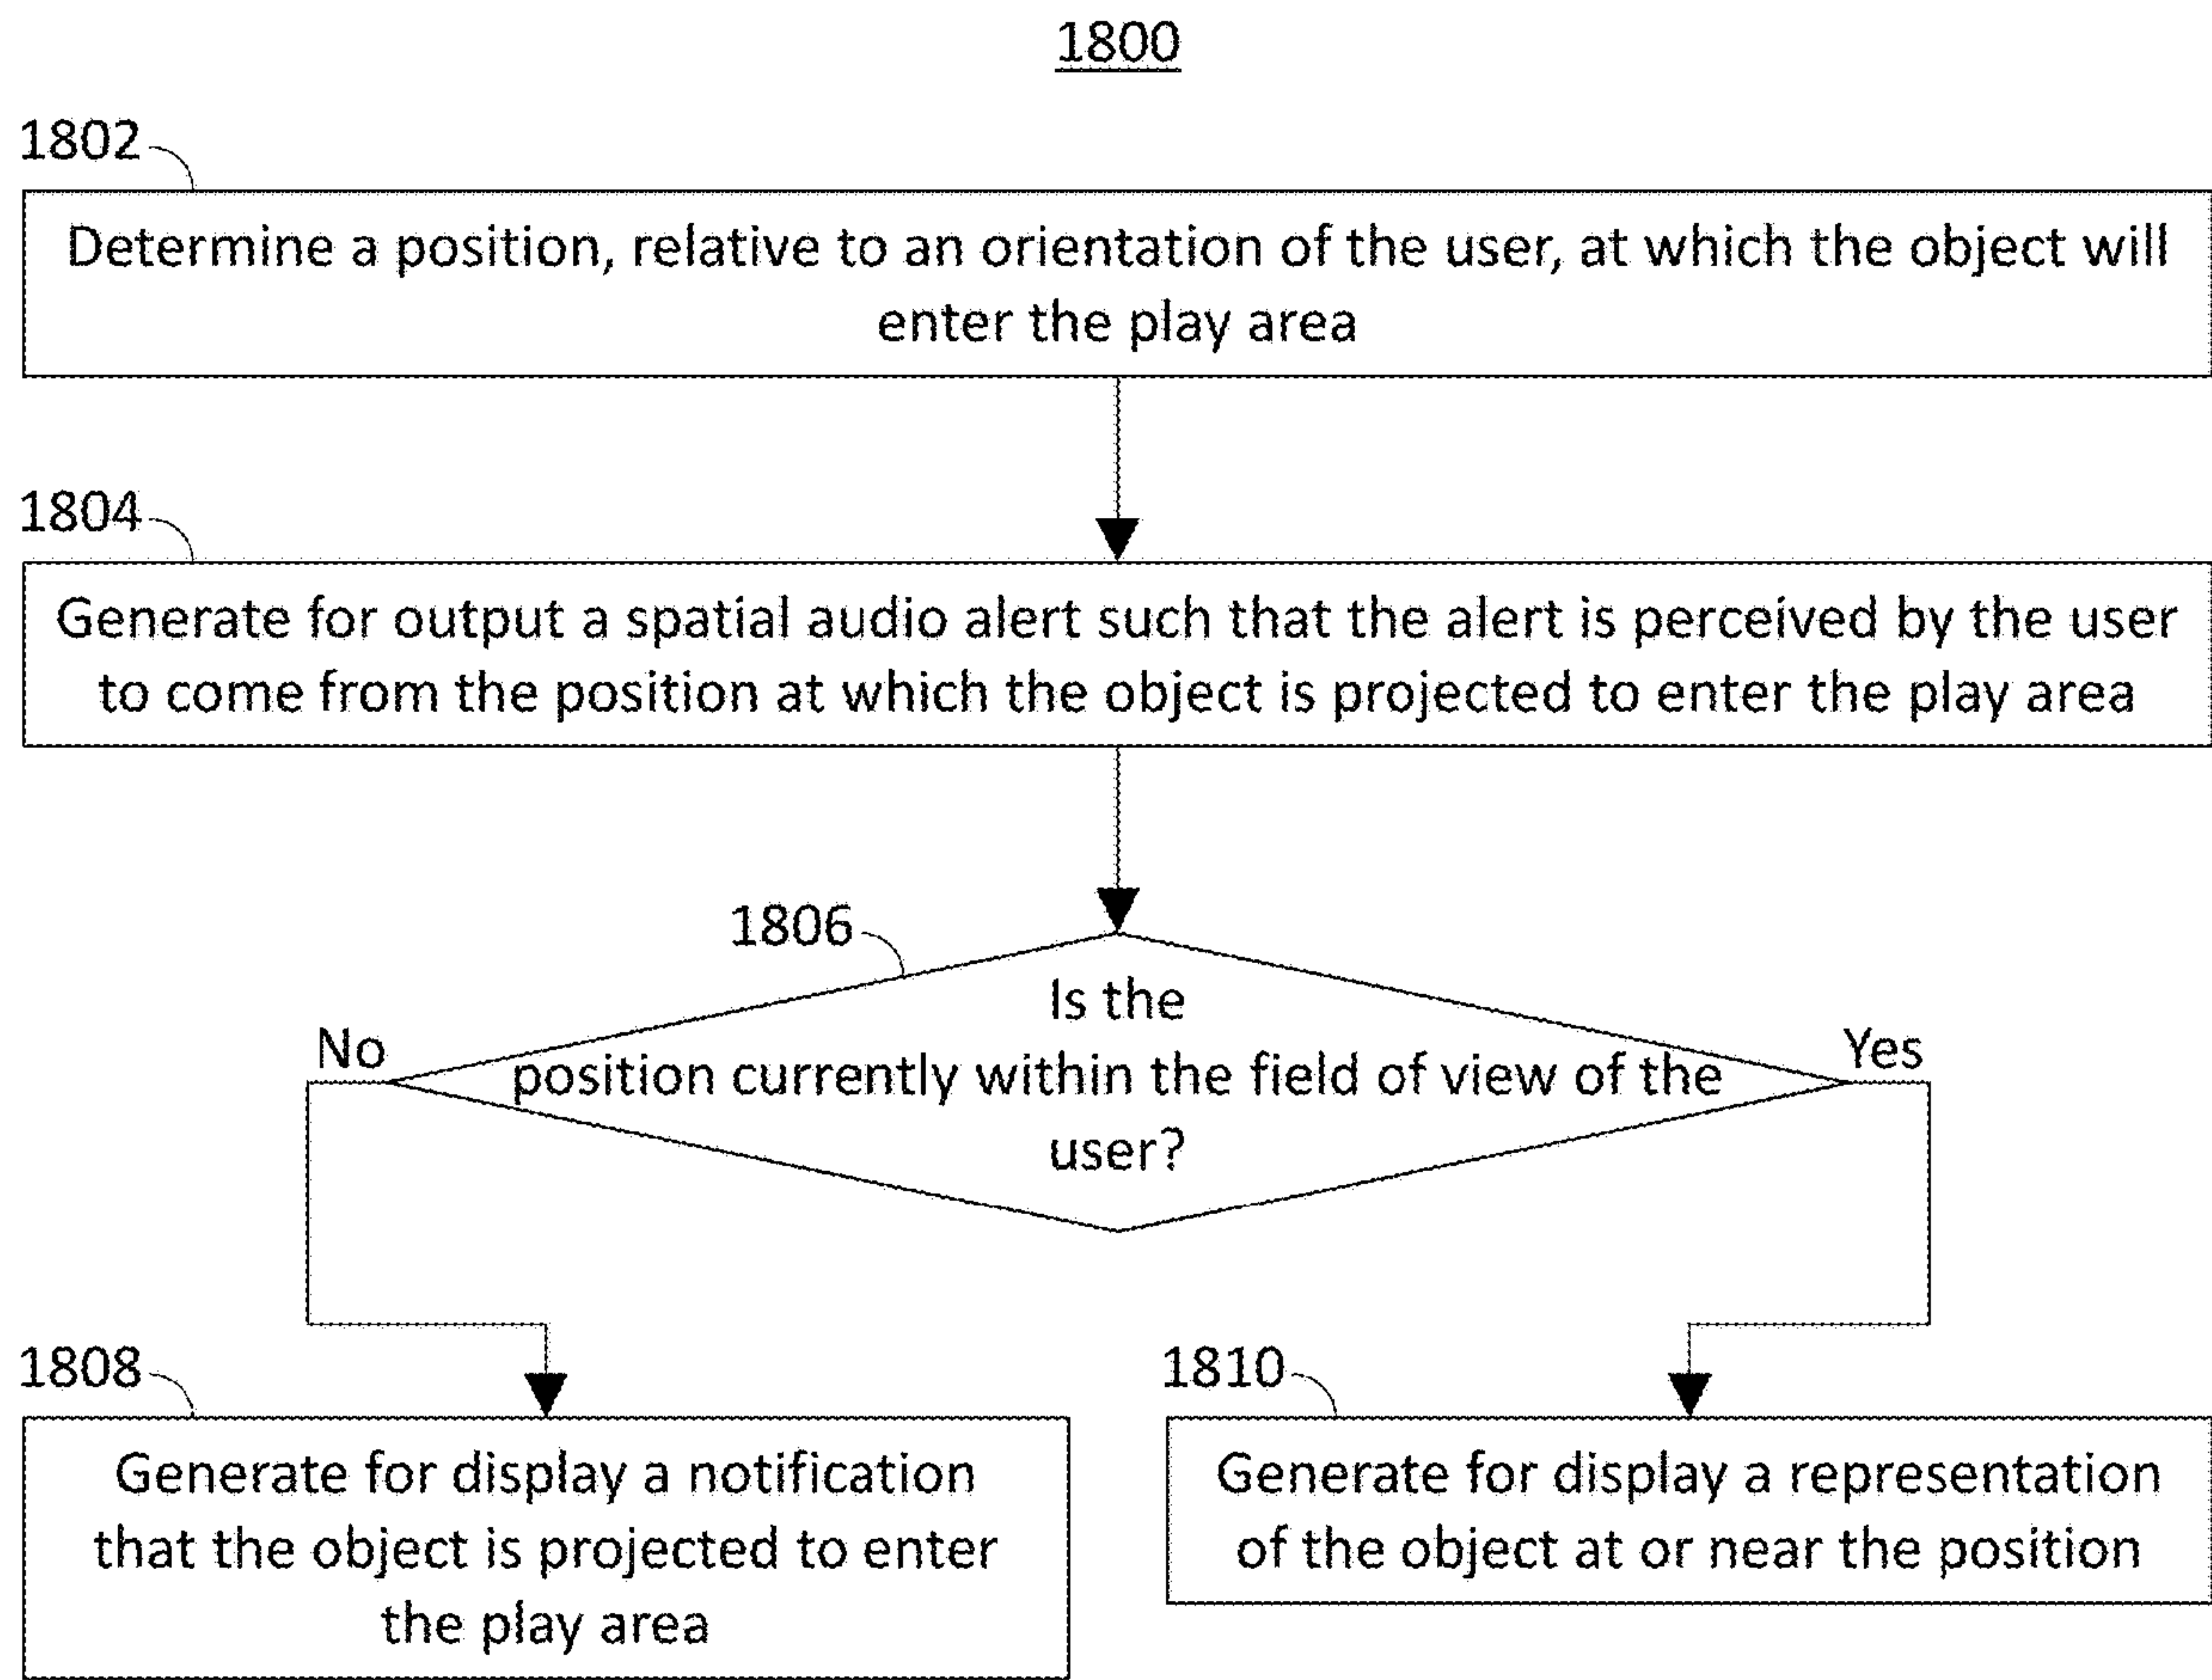 1800
1802
Determine a position, relative to an orientation of the user, at which the object will
enter the play area
1804
Generate for output a spatial audio alert such that the alert is perceived by the user
to come from the position at which the object is projected to enter the play area
1806
Is the
position currently within the field of view of the
user?
No
Yes
1808
Generate for display a notification
that the object is projected to enter
the play area
1810
Generate for display a representation
of the object at or near the position